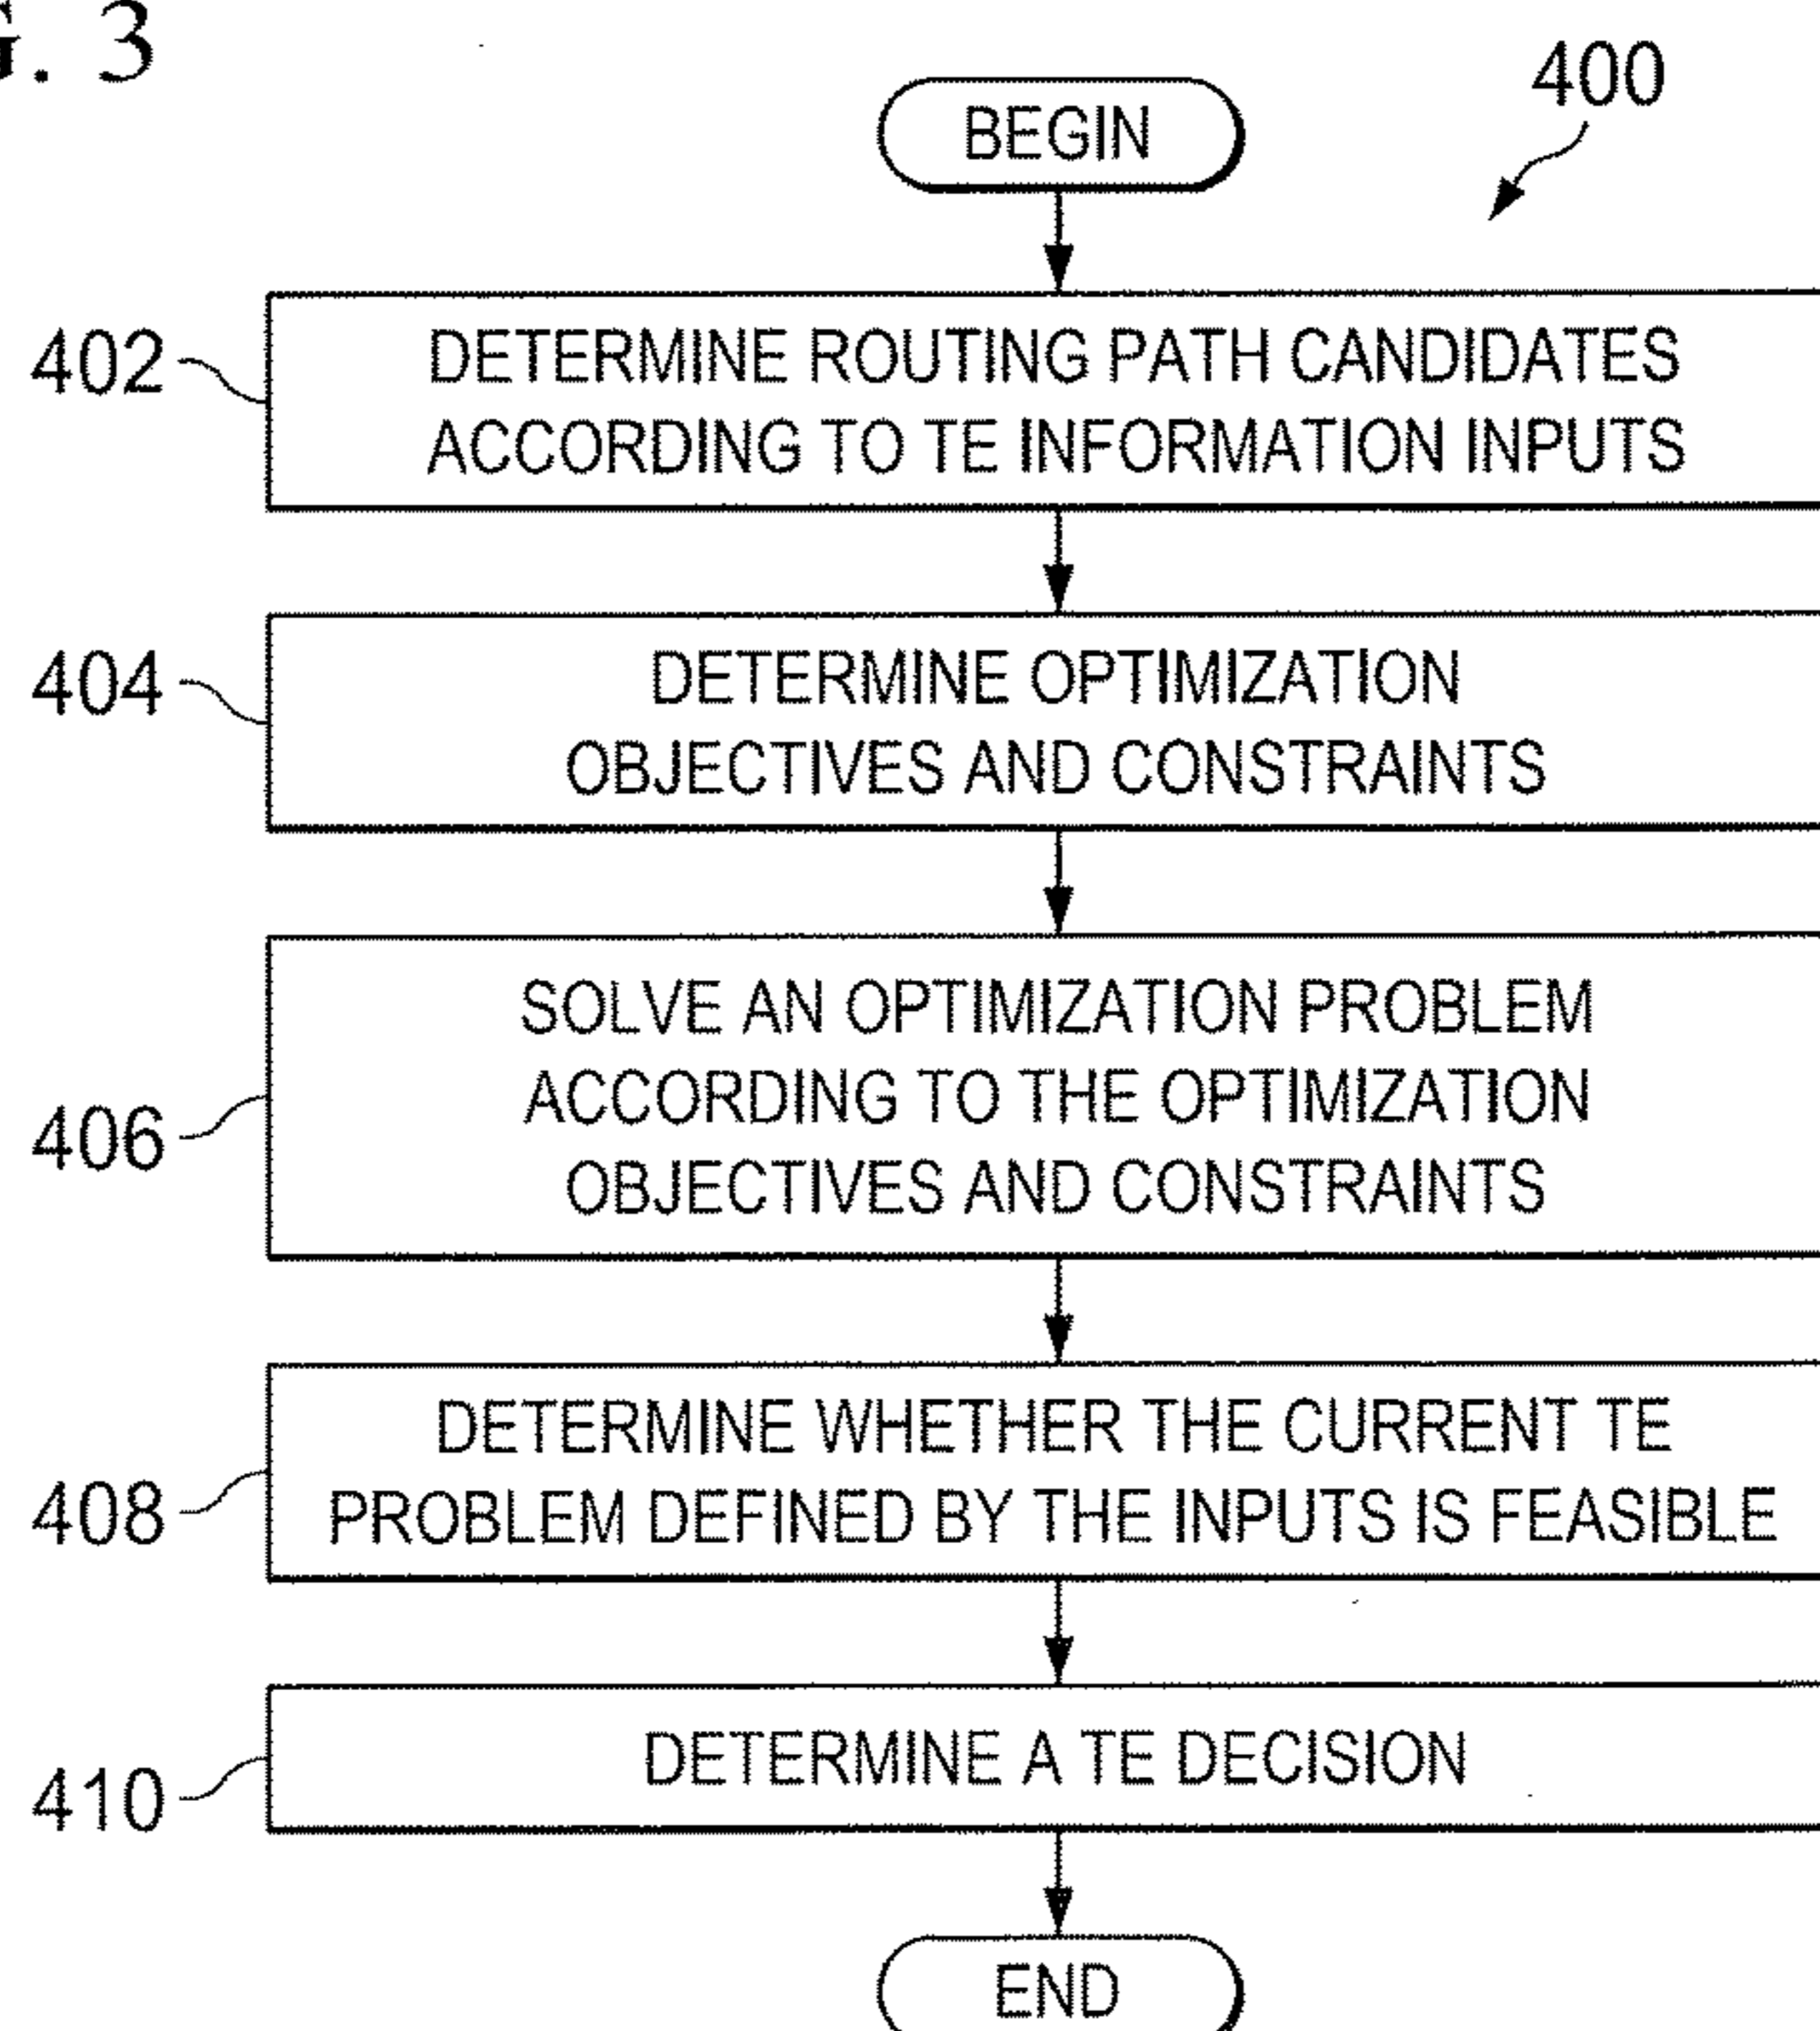 G. 3
400
BEGIN
402
DETERMINE ROUTING PATH CANDIDATES
ACCORDING TO TE INFORMATION INPUTS
404
DETERMINE OPTIMIZATION
OBJECTIVES AND CONSTRAINTS
406
SOLVE AN OPTIMIZATION PROBLEM
ACCORDING TO THE OPTIMIZATION
OBJECTIVES AND CONSTRAINTS
408
DETERMINE WHETHER THE CURRENT TE
PROBLEM DEFINED BY THE INPUTS IS FEASIBLE
410
DETERMINE A TE DECISION
END